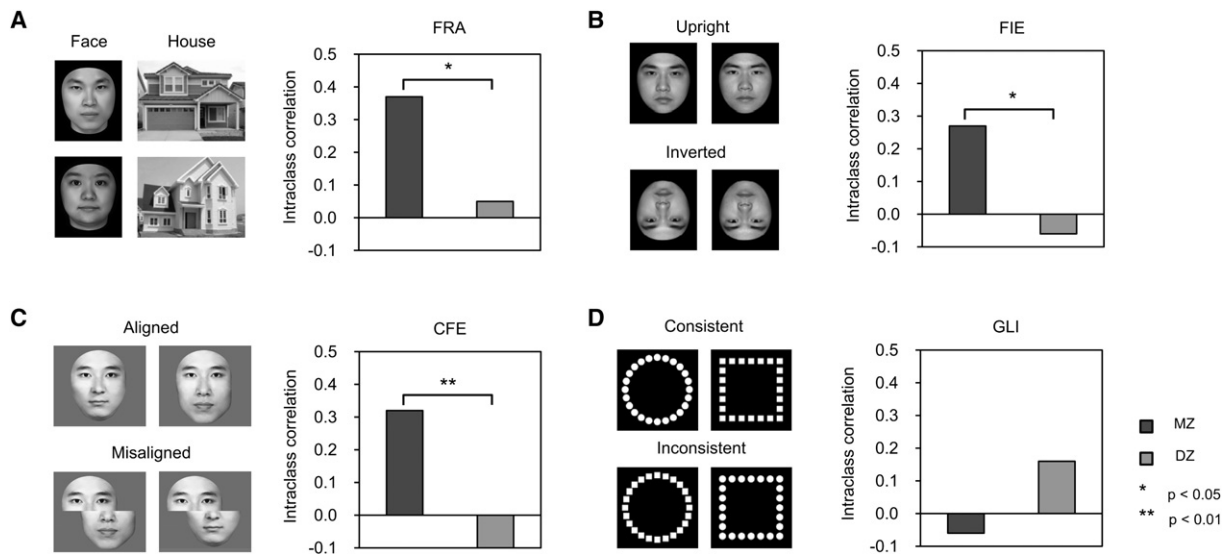 A
Face House
FRA
Intraclass correlation
0.5
0.4
0.3
0.2
0.1
0.0
-0.1
*
B
Upright
Inverted
FIE
Intraclass correlation
0.5
0.4
0.3
0.2
0.1
0.0
-0.1
*
C
Aligned
Misaligned
CFE
Intraclass correlation
0.5
0.4
0.3
0.2
0.1
0.0
-0.1
**
D
Consistent
Inconsistent
GLI
Intraclass correlation
0.5
0.4
0.3
0.2
0.1
0.0
-0.1
MZ
DZ
* p < 0.05
** p < 0.01